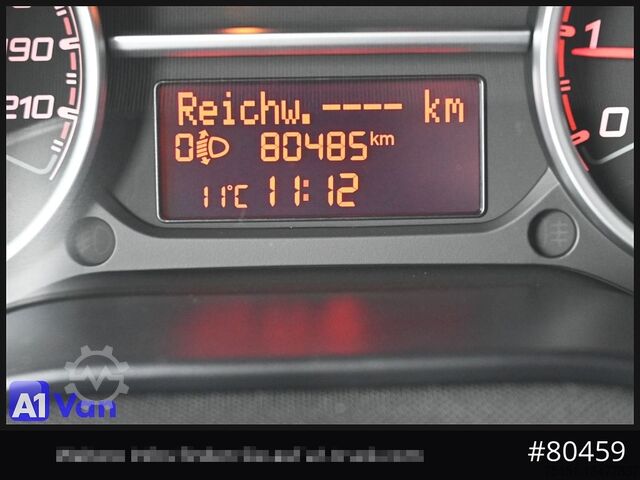 190
210
1
0
Reichw. ---- km
0 80485 km
11°C 11:12
A1 Van
#80459